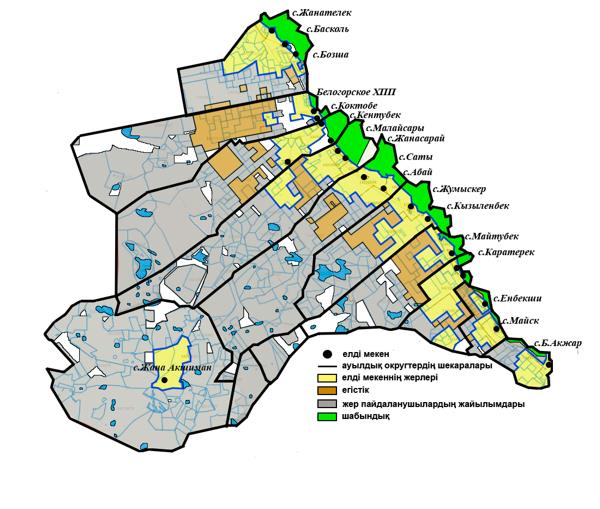 с.Жанателек
с.Басколь
с.Бозша
Белогорское ХПП
с.Коктобе
с.Кентубек
с.Малайсары
с.Жанасарай
с.Саты
с.Абай
с.Жумыскер
с.Кызыленбек
с.Майтубек
с.Каратерек
с.Енбекши
с.Майск
с.Б.Акжар
с.Жана Акшиман
елді мекен
ауылдық округтердің шекаралары
елді мекеннің жерлері
егістік
жер пайдаланушылардың жайылымдары
шабындық